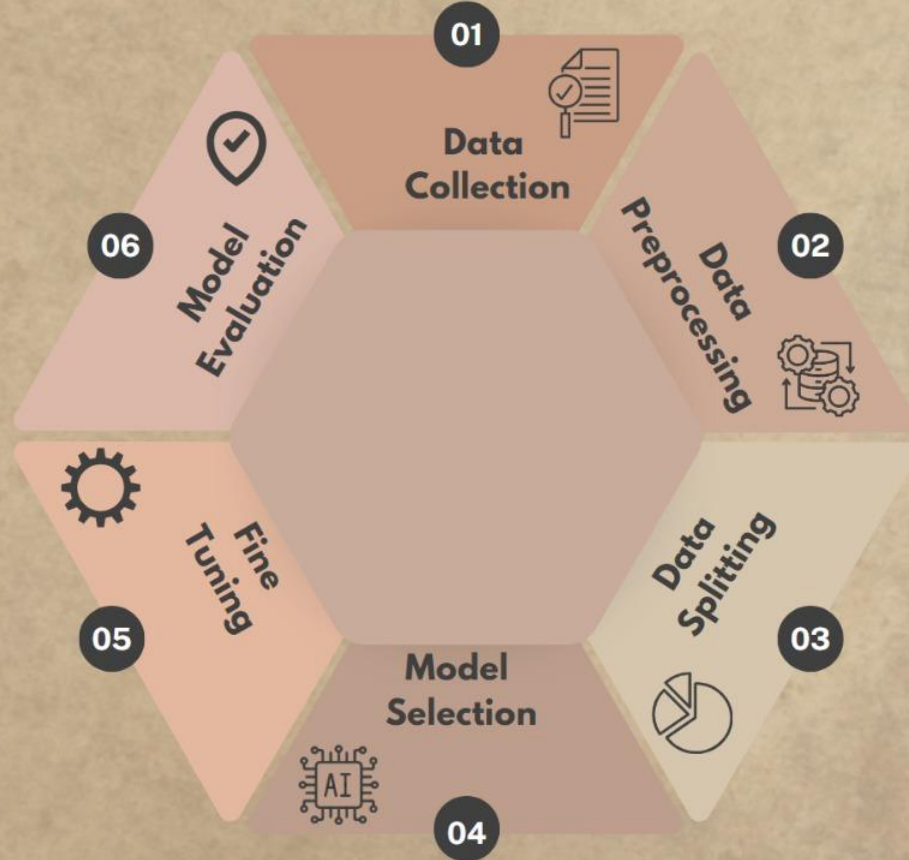 01
Data
Collection
02
Data
Preprocessing
03
Data
Splitting
04
Model
Selection
AI
05
Fine
Tuning
06
Model
Evaluation